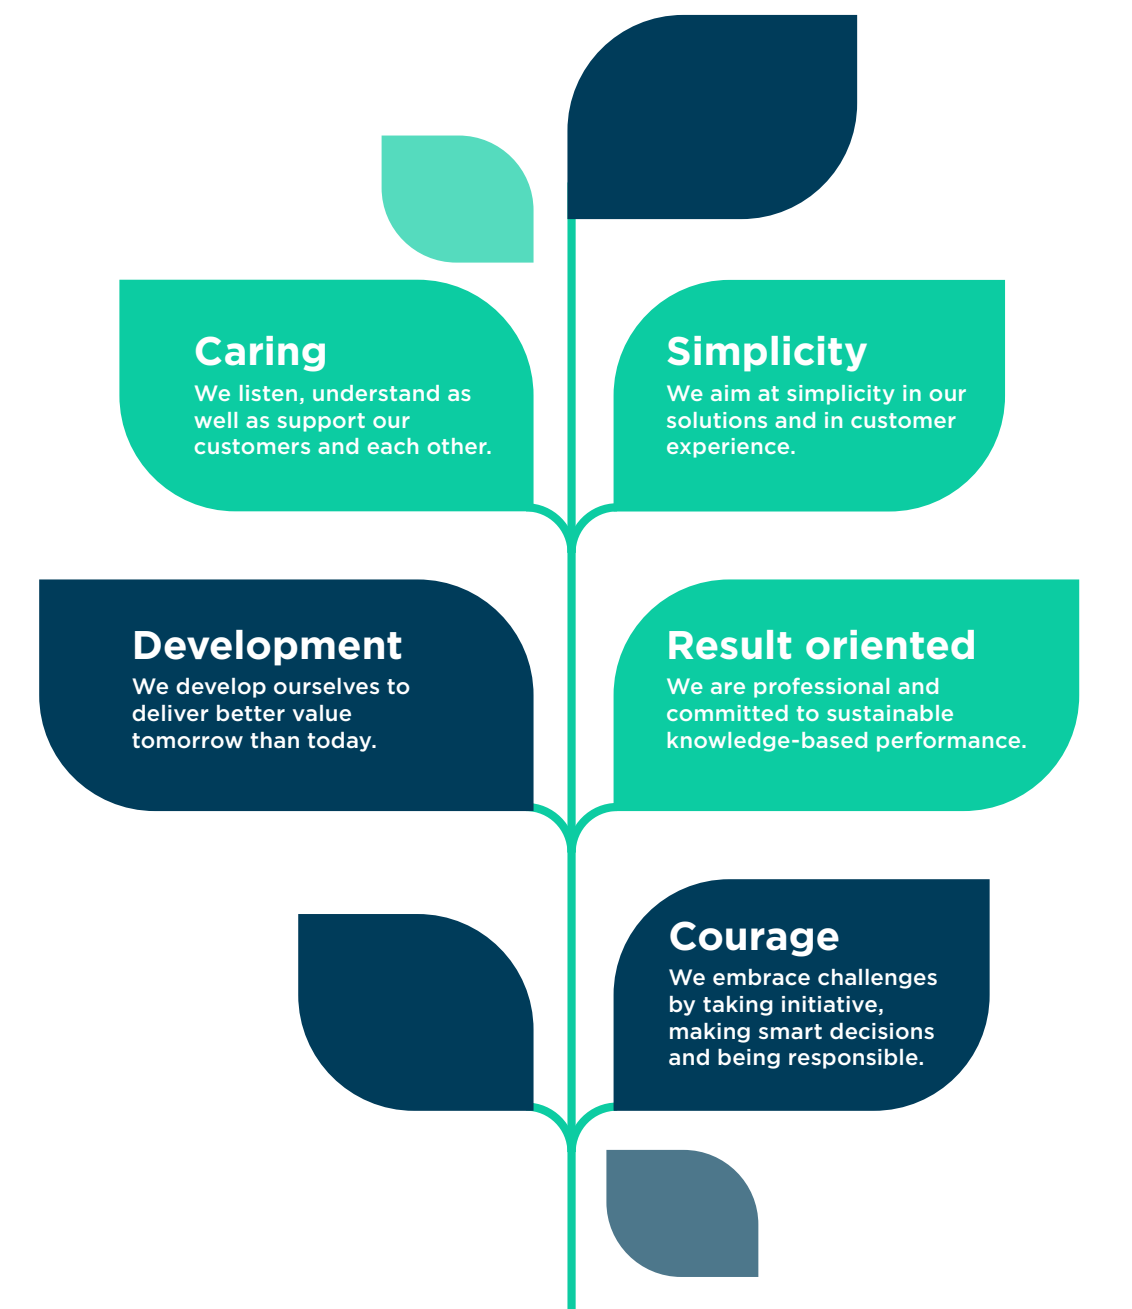 Caring
We listen, understand as
well as support our
customers and each other.
Simplicity
We aim at simplicity in our
solutions and in customer
experience.
Development
We develop ourselves to
deliver better value
tomorrow than today.
Result oriented
We are professional and
committed to sustainable
knowledge-based performance.
Courage
We embrace challenges
by taking initiative,
making smart decisions
and being responsible.